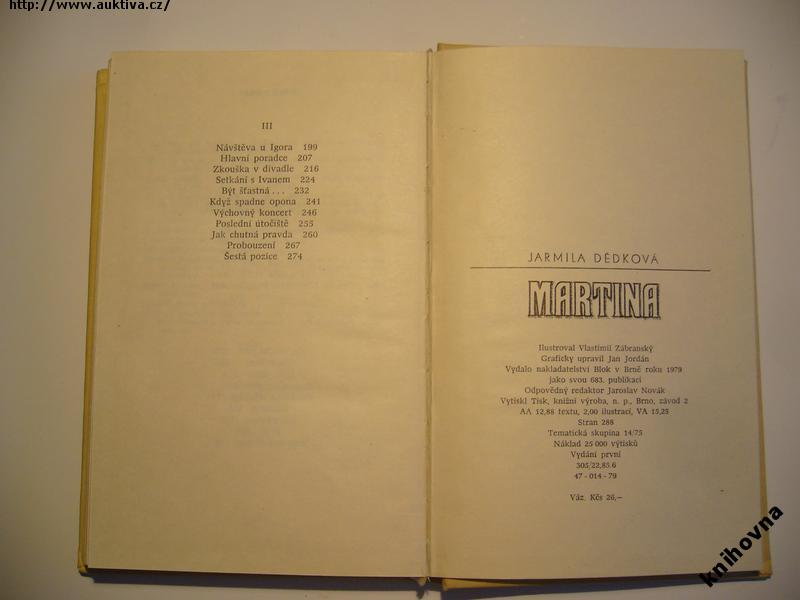 http://www.auktiva.cz/
III
Návštěva u Igora 199
Hlavní poradce 207
Zkouška v divadle 216
Setkání s Ivanem 224
Být šťastná... 232
Když spadne opona 241
Výchovný koncert 246
Poslední útočiště 255
Jak chutná pravda 260
Probouzení 267
Šestá pozice 274
JARMILA DĚDKOVÁ
MARTINA
Ilustroval Vlastimil Zábranský
Graficky upravil Jan Jordán
Vydalo nakladatelství Blok v Brně roku 1979
jako svou 683. publikaci
Odpovědný redaktor Jaroslav Novák
Vytiskl Tisk, knižní výroba, n. p., Brno, závod 2
AA 12,88 textu, 2,00 ilustrací, VA 15,25
Stran 288
Tematická skupina 14/75
Náklad 25 000 výtisků
Vydání první
305/22,85.6
47 - 014 - 79
Váz. Kčs 26,—
knihovna